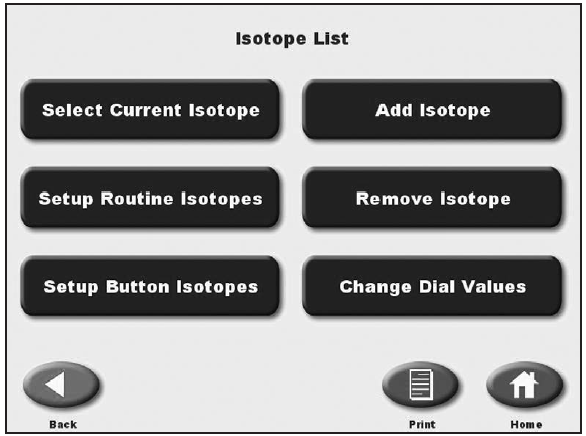 Isotope List
Select Current Isotope
Add Isotope
Setup Routine Isotopes
Remove Isotope
Setup Button Isotopes
Change Dial Values
Back
Print
Home